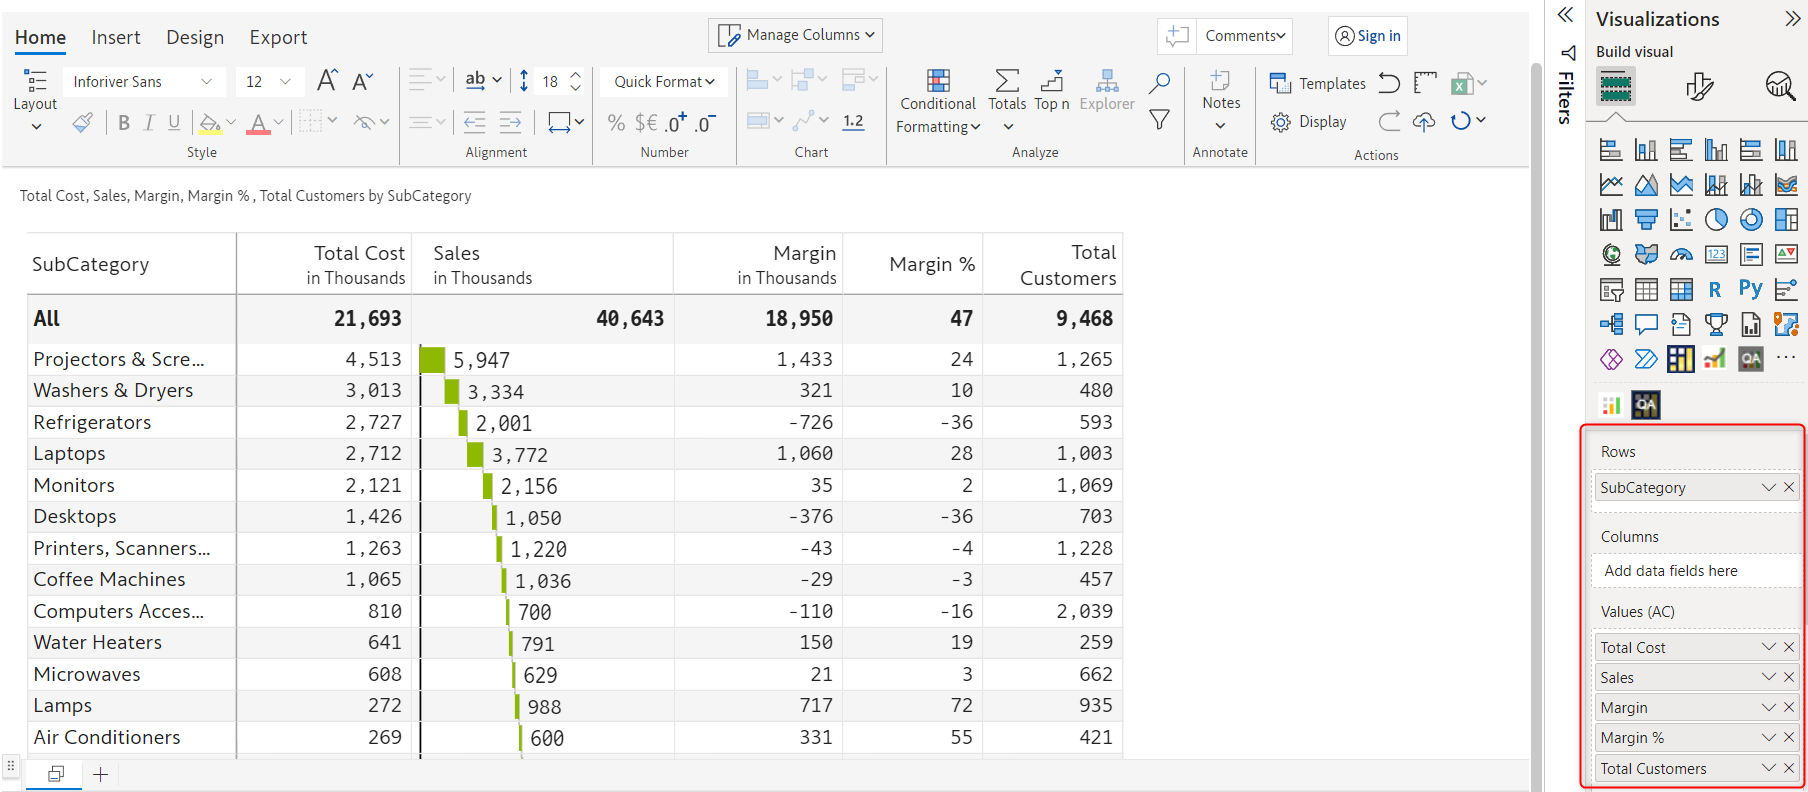 Home Insert Design Export Manage Columns Comments Sign in
Inforiver Sans 12 A A ab 18 Quick Format
Layout
B I U A % $€ .0 .0 1.2
Conditional Formatting Totals Top n Explorer Notes Templates Display
Style Alignment Number Chart Analyze Annotate Actions
Total Cost, Sales, Margin, Margin % , Total Customers by SubCategory
SubCategory Total Cost in Thousands Sales in Thousands Margin in Thousands Margin % Total Customers
All 21,693 40,643 18,950 47 9,468
Projectors & Scre... 4,513 5,947 1,433 24 1,265
Washers & Dryers 3,013 3,334 321 10 480
Refrigerators 2,727 2,001 -726 -36 593
Laptops 2,712 3,772 1,060 28 1,003
Monitors 2,121 2,156 35 2 1,069
Desktops 1,426 1,050 -376 -36 703
Printers, Scanners... 1,263 1,220 -43 -4 1,228
Coffee Machines 1,065 1,036 -29 -3 457
Computers Acces... 810 700 -110 -16 2,039
Water Heaters 641 791 150 19 259
Microwaves 608 629 21 3 662
Lamps 272 988 717 72 935
Air Conditioners 269 600 331 55 421
Filters
Visualizations
Build visual
123
R Py
QA
QA
Rows
SubCategory
Columns
Add data fields here
Values (AC)
Total Cost
Sales
Margin
Margin %
Total Customers